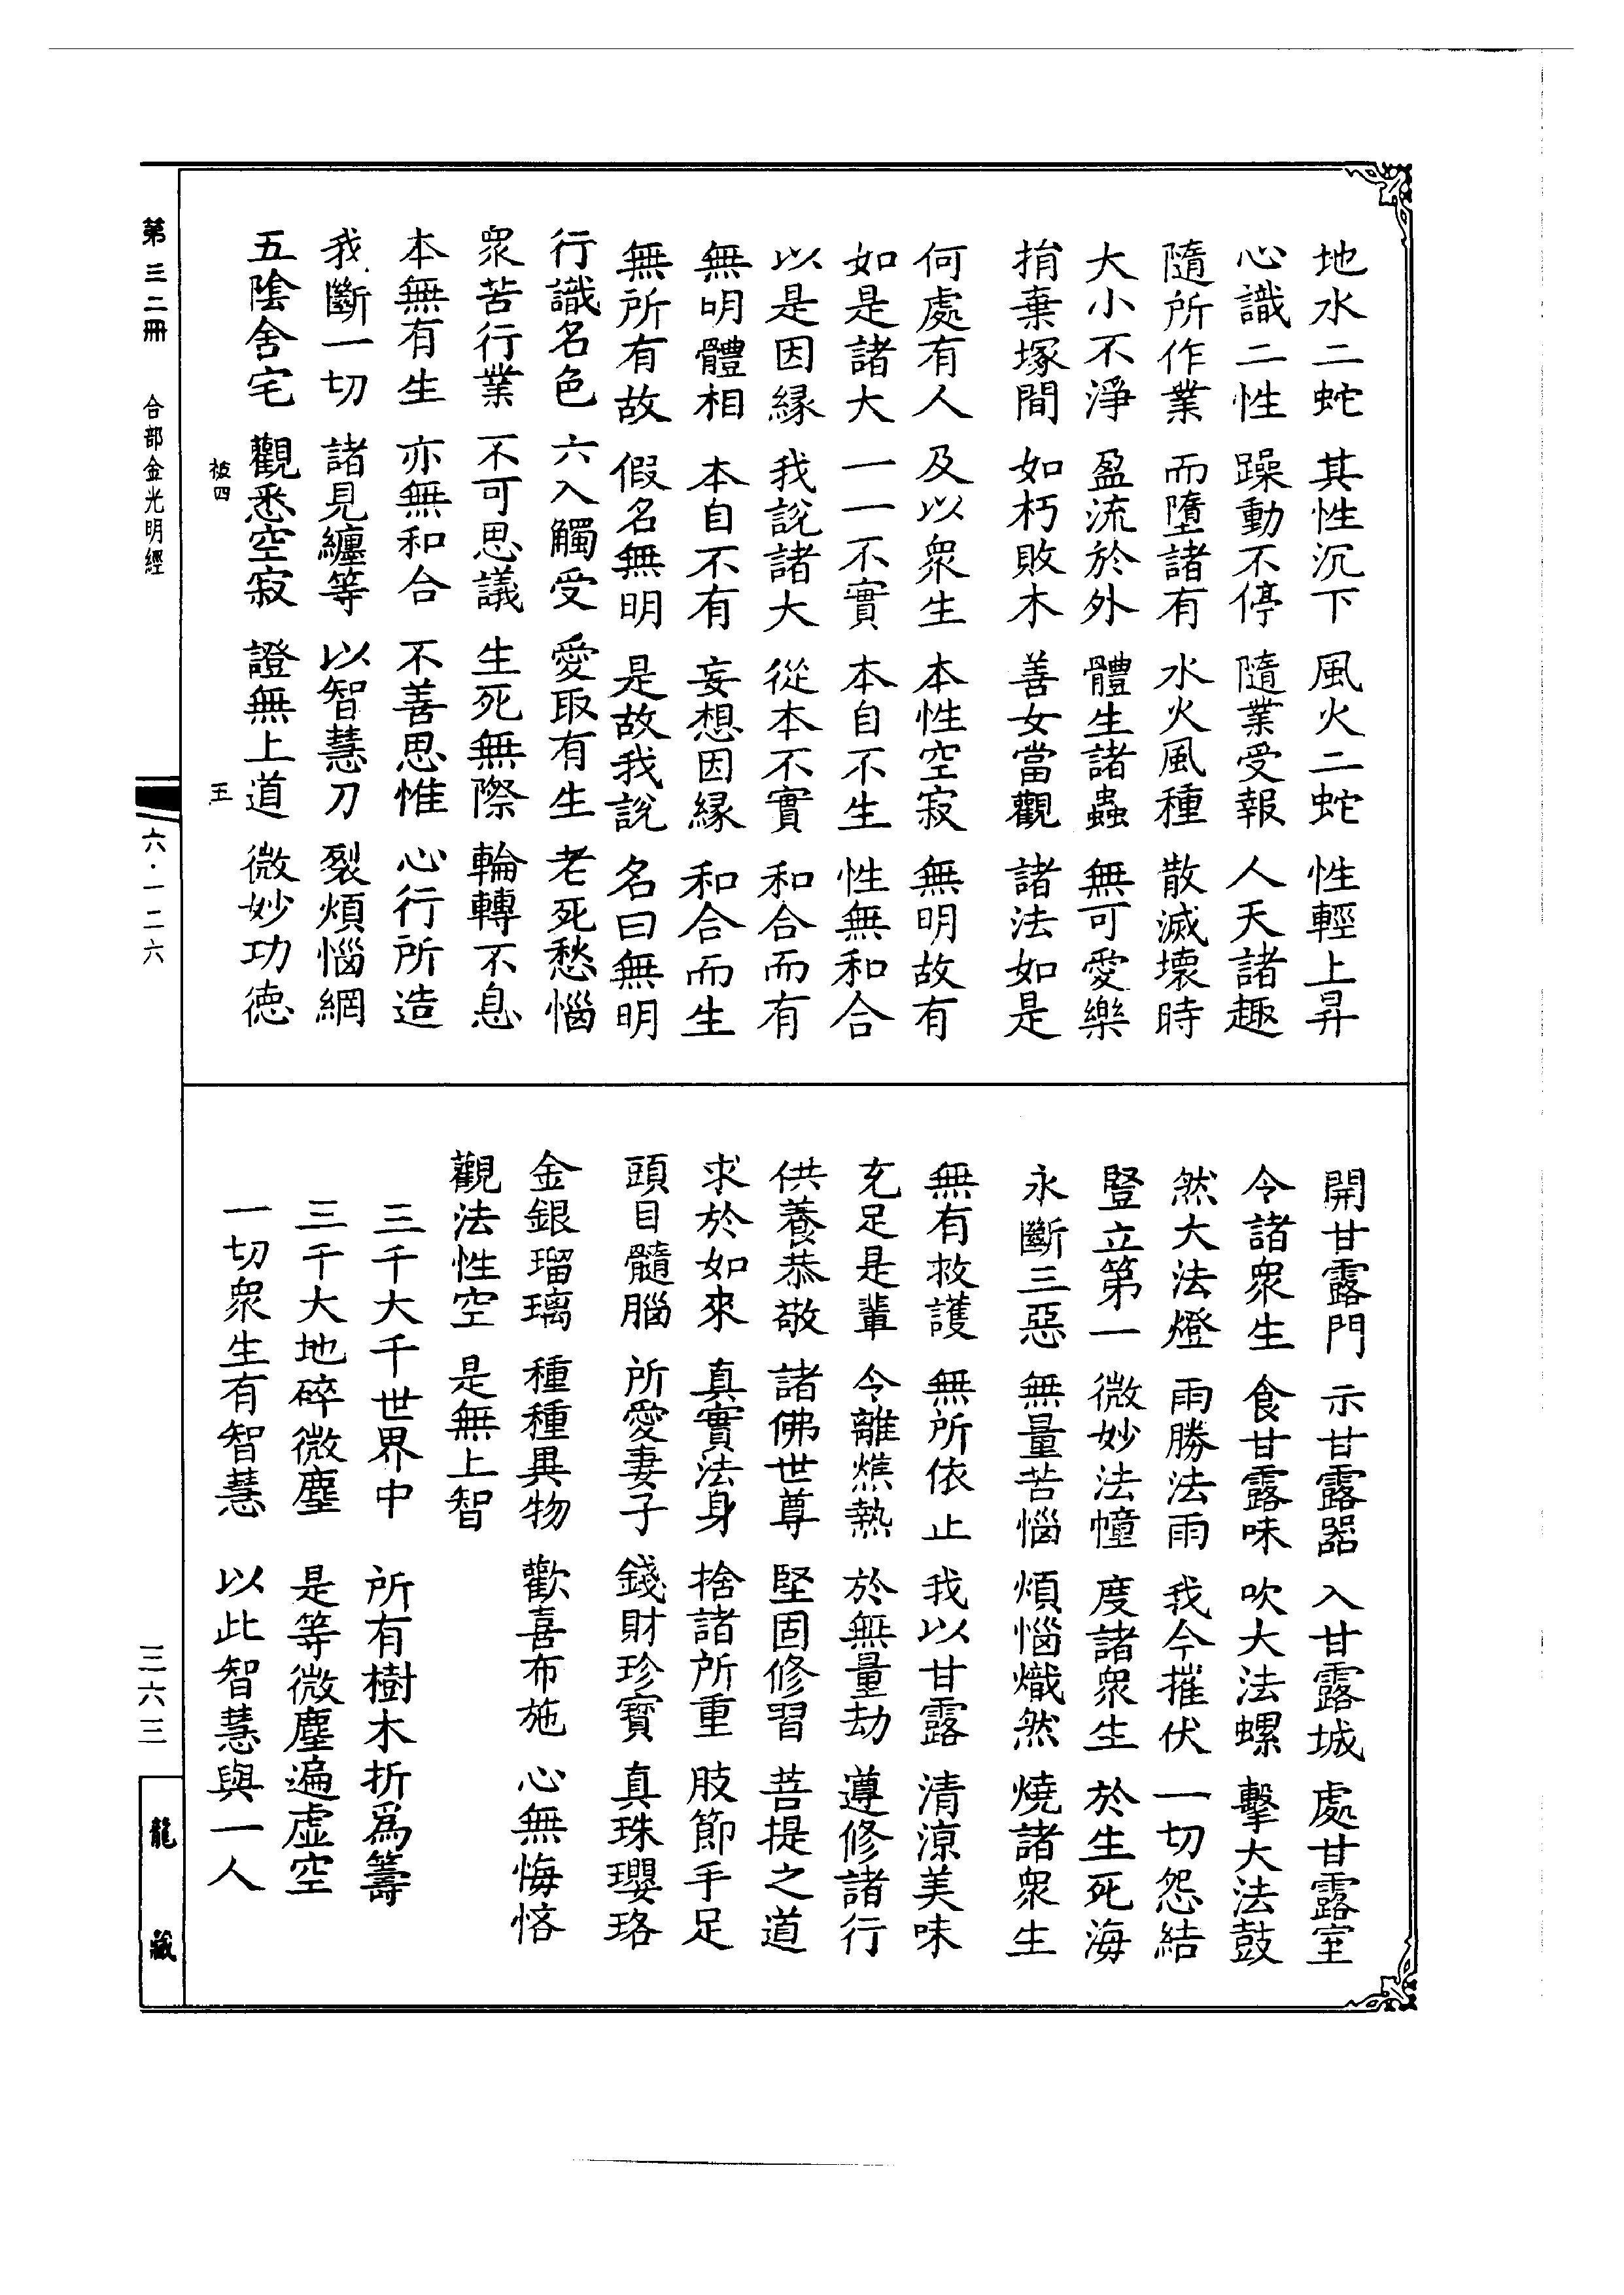 地水二蛇　其性沉下　風火二蛇　性輕上昇
心識二性　躁動不停　隨業受報　人天諸趣
隨所作業　而墮諸有　水火風種　散滅壞時
大小不淨　盈流於外　體生諸蟲　無可愛樂
捐棄塚間　如朽敗木　善女當觀　諸法如是
何處有人　及以眾生　本性空寂　無明故有
如是諸大　一一不實　本自不生　性無和合
以是因緣　我說諸大　從本不實　和合而有
無明體相　本自不有　妄想因緣　和合而生
無所有故　假名無明　是故我說　名曰無明
行識名色　六入觸受　愛取有生　老死愁惱
眾苦行業　不可思議　生死無際　輪轉不息
本無有生　亦無和合　不善思惟　心行所造
我斷一切　諸見纏等　以智慧刀　裂煩惱網
五陰舍宅　觀悉空寂　證無上道　微妙功德
開甘露門　示甘露器　入甘露城　處甘露室
令諸眾生　食甘露味　吹大法螺　擊大法鼓
然大法燈　雨勝法雨　我今摧伏　一切怨結
豎立第一　微妙法幢　度諸眾生　於生死海
永斷三惡　無量苦惱　煩惱熾然　燒諸眾生
無有救護　無所依止　我以甘露　清涼美味
充足是輩　令離燋熱　於無量劫　遵修諸行
供養恭敬　諸佛世尊　堅固修習　菩提之道
求於如來　真實法身　捨諸所重　肢節手足
頭目髓腦　所愛妻子　錢財珍寶　真珠瓔珞
金銀瑠璃　種種異物　歡喜布施　心無悔悋
觀法性空　是無上智
三千大千世界中　所有樹木折為籌
三千大地碎微塵　是等微塵遍虛空
一切眾生有智慧　以此智慧與一人
被四　五
第三二冊　合部金光明經
六·一二六
三六三
龍藏